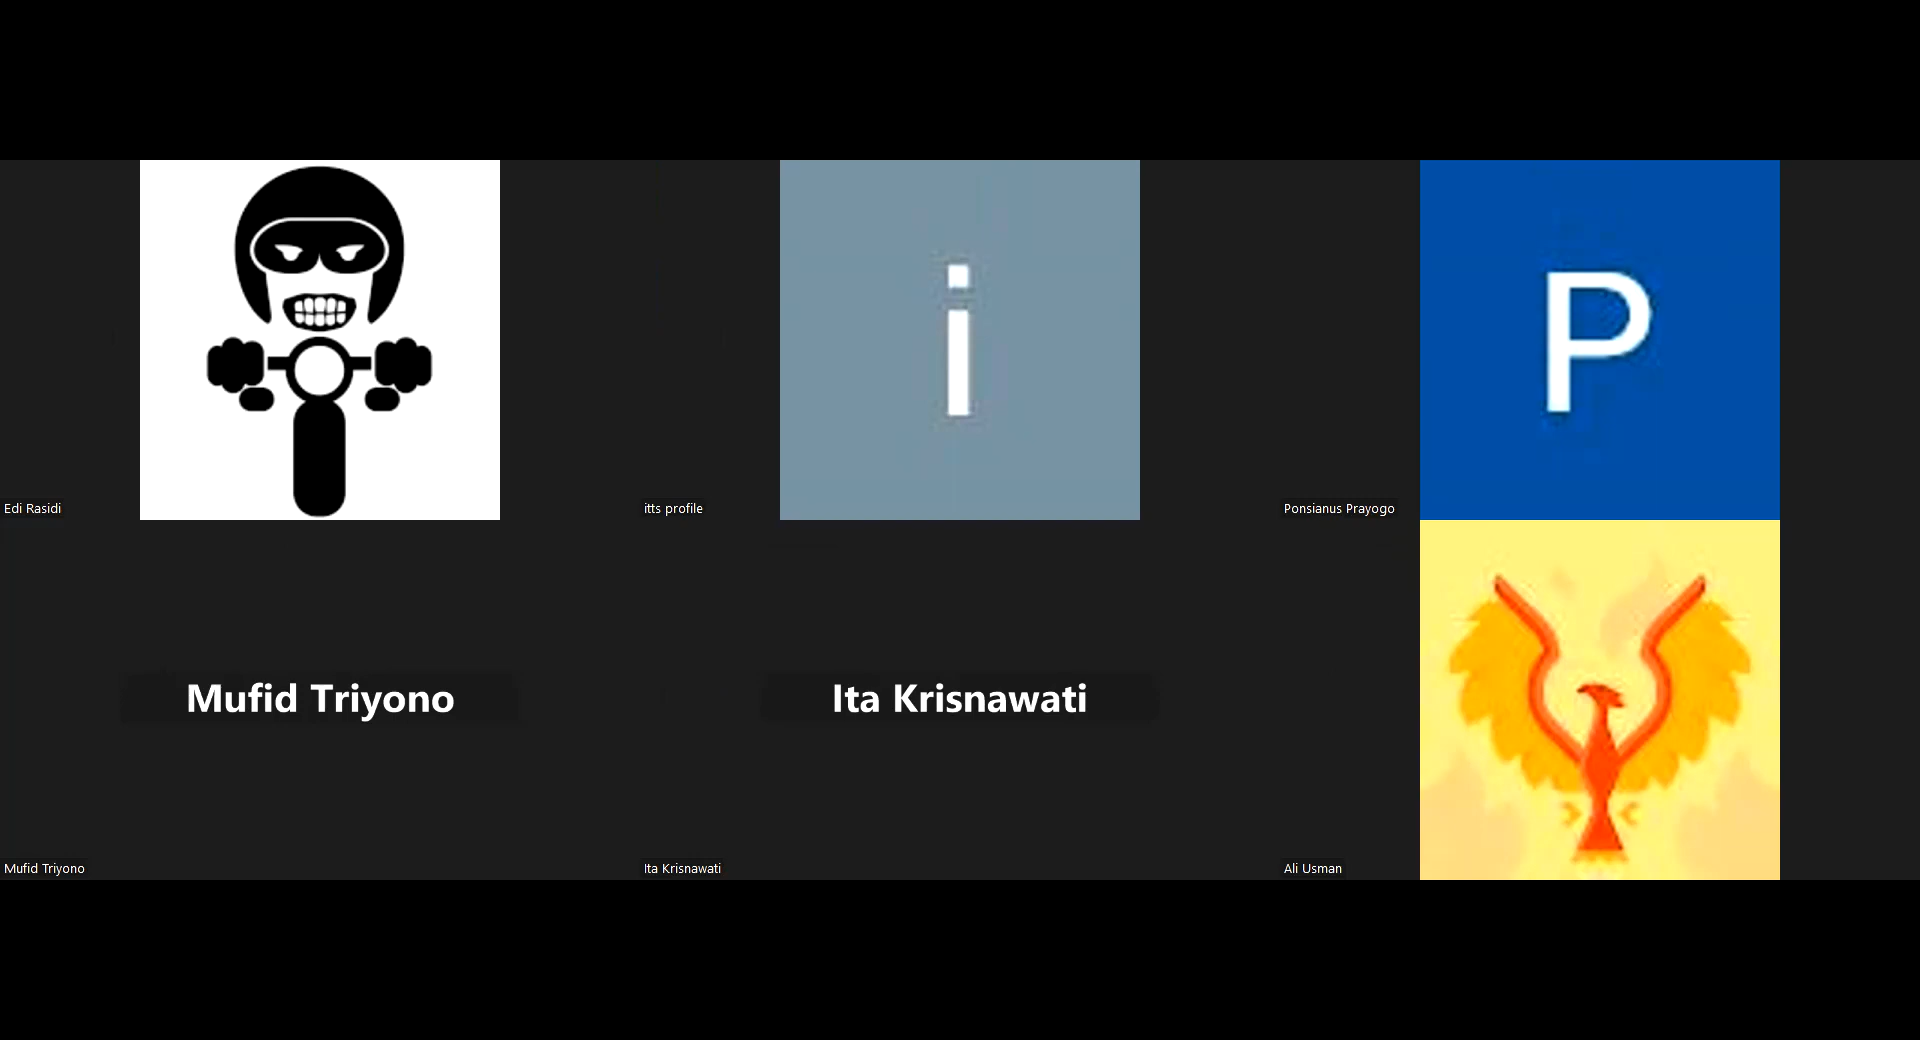 i
P
Edi Rasidi
itts profile
Ponsianus Prayogo
Mufid Triyono
Ita Krisnawati
Mufid Triyono
Ita Krisnawati
Ali Usman